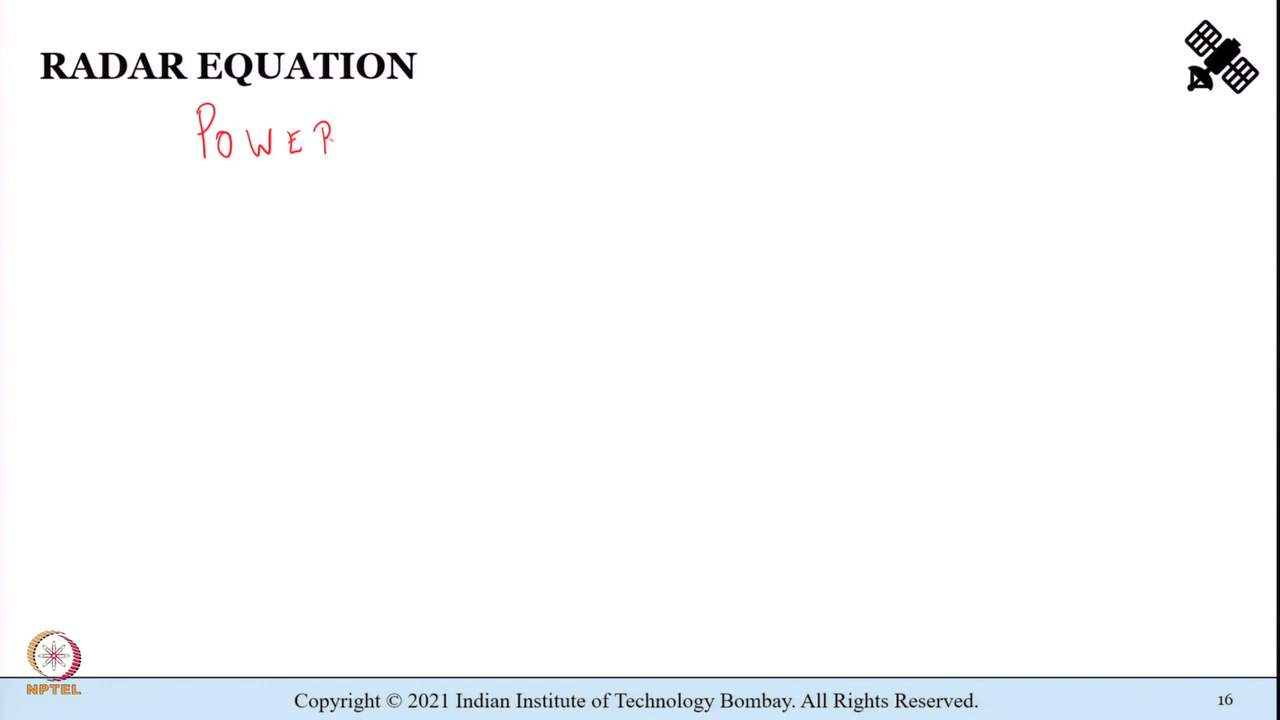 RADAR EQUATION
POWER
NPTEL
Copyright © 2021 Indian Institute of Technology Bombay. All Rights Reserved.
16